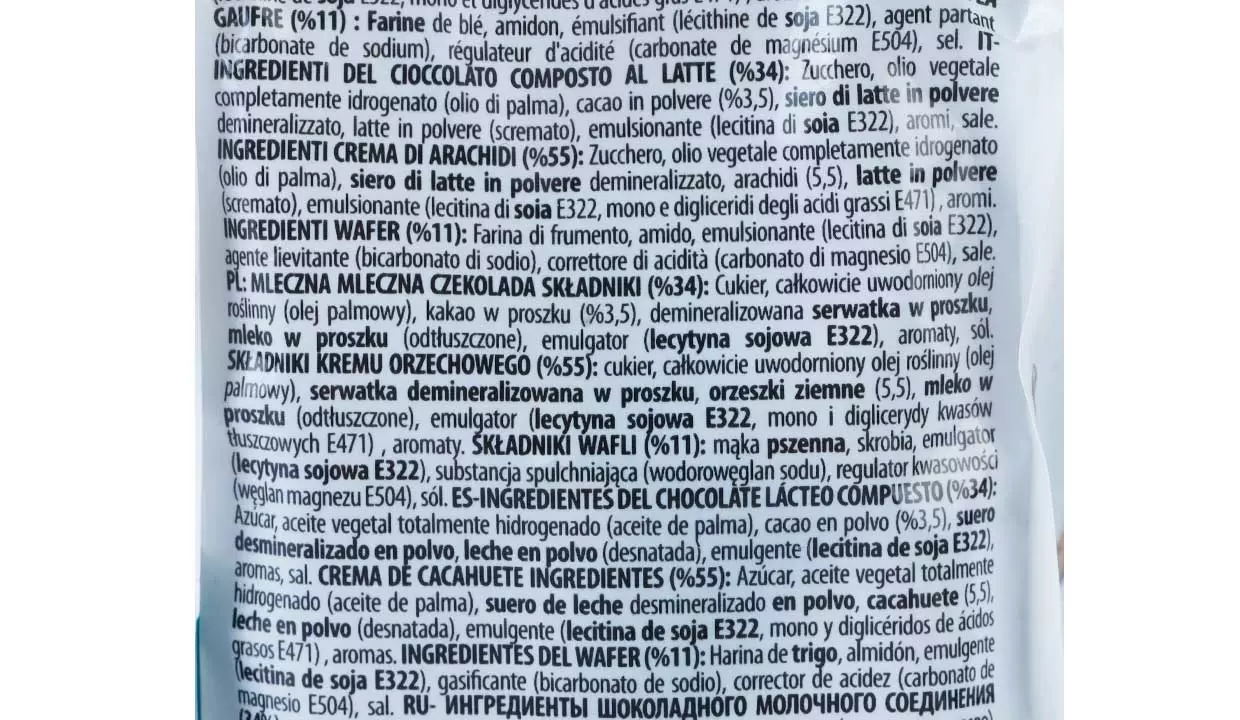 de soja E322, mono et diglycérides d'acides gras
GAUFRE (%11) : Farine de blé, amidon, émulsifiant (lécithine de soja E322), agent partant
(bicarbonate de sodium), régulateur d'acidité (carbonate de magnésium E504), sel. IT-
INGREDIENTI DEL CIOCCOLATO COMPOSTO AL LATTE (%34): Zucchero, olio vegetale
completamente idrogenato (olio di palma), cacao in polvere (%3,5), siero di latte in polvere
demineralizzato, latte in polvere (scremato), emulsionante (lecitina di soia E322), aromi, sale.
INGREDIENTI CREMA DI ARACHIDI (%55): Zucchero, olio vegetale completamente idrogenato
(olio di palma), siero di latte in polvere demineralizzato, arachidi (5,5), latte in polvere
(scremato), emulsionante (lecitina di soia E322, mono e digliceridi degli acidi grassi E471) , aromi.
INGREDIENTI WAFER (%11): Farina di frumento, amido, emulsionante (lecitina di soia E322),
agente lievitante (bicarbonato di sodio), correttore di acidità (carbonato di magnesio E504), sale.
PL: MLECZNA MLECZNA CZEKOLADA SKŁADNIKI (%34): Cukier, całkowicie uwodorniony olej
roślinny (olej palmowy), kakao w proszku (%3,5), demineralizowana serwatka w proszku,
mleko w proszku (odtłuszczone), emulgator (lecytyna sojowa E322), aromaty, sól.
SKŁADNIKI KREMU ORZECHOWEGO (%55): cukier, całkowicie uwodorniony olej roślinny (olej
palmowy), serwatka demineralizowana w proszku, orzeszki ziemne (5,5), mleko w
proszku (odtłuszczone), emulgator (lecytyna sojowa E322, mono i diglicerydy kwasów
tłuszczowych E471) , aromaty. SKŁADNIKI WAFLI (%11): mąka pszenna, skrobia, emulgator
(lecytyna sojowa E322), substancja spulchniająca (wodorowęglan sodu), regulator kwasowości
(węglan magnezu E504), sól. ES-INGREDIENTES DEL CHOCOLATE LÁCTEO COMPUESTO (%34):
Azúcar, aceite vegetal totalmente hidrogenado (aceite de palma), cacao en polvo (%3,5), suero
desmineralizado en polvo, leche en polvo (desnatada), emulgente (lecitina de soja E322),
aromas, sal. CREMA DE CACAHUETE INGREDIENTES (%55): Azúcar, aceite vegetal totalmente
hidrogenado (aceite de palma), suero de leche desmineralizado en polvo, cacahuete (5,5),
leche en polvo (desnatada), emulgente (lecitina de soja E322, mono y diglicéridos de ácidos
grasos E471) , aromas. INGREDIENTES DEL WAFER (%11): Harina de trigo, almidón, emulgente
(lecitina de soja E322), gasificante (bicarbonato de sodio), corrector de acidez (carbonato de
magnesio E504), sal. RU- ИНГРЕДИЕНТЫ ШОКОЛАДНОГО МОЛОЧНОГО СОЕДИНЕНИЯ